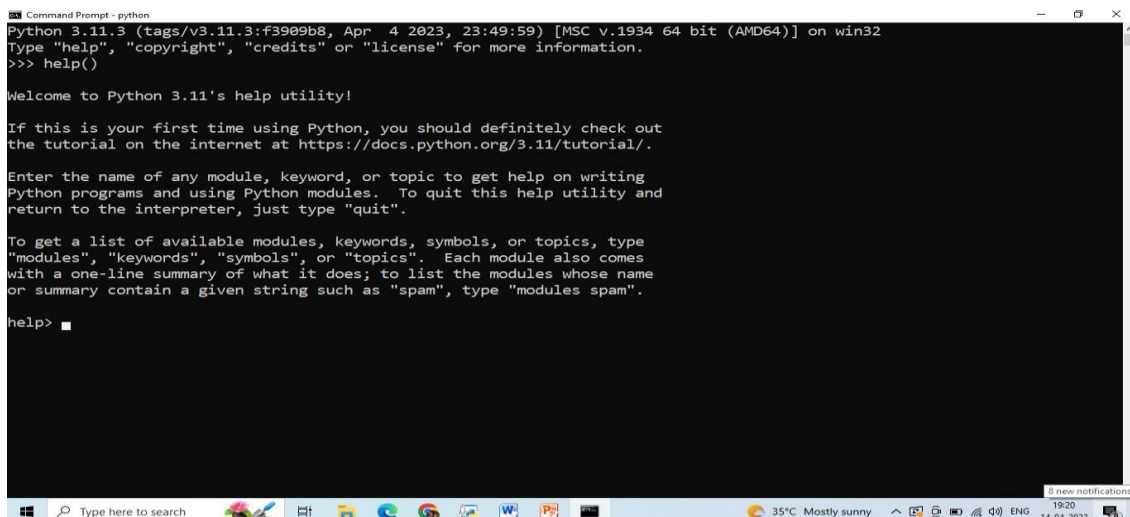 Command Prompt - python
Python 3.11.3 (tags/v3.11.3:f3909b8, Apr  4 2023, 23:49:59) [MSC v.1934 64 bit (AMD64)] on win32
Type "help", "copyright", "credits" or "license" for more information.
>>> help()
Welcome to Python 3.11's help utility!
If this is your first time using Python, you should definitely check out
the tutorial on the internet at https://docs.python.org/3.11/tutorial/.
Enter the name of any module, keyword, or topic to get help on writing
Python programs and using Python modules.  To quit this help utility and
return to the interpreter, just type "quit".
To get a list of available modules, keywords, symbols, or topics, type
"modules", "keywords", "symbols", or "topics".  Each module also comes
with a one-line summary of what it does; to list the modules whose name
or summary contain a given string such as "spam", type "modules spam".
help>
8 new notifications
Type here to search
35°C Mostly sunny
ENG
19:20
14-04-2023